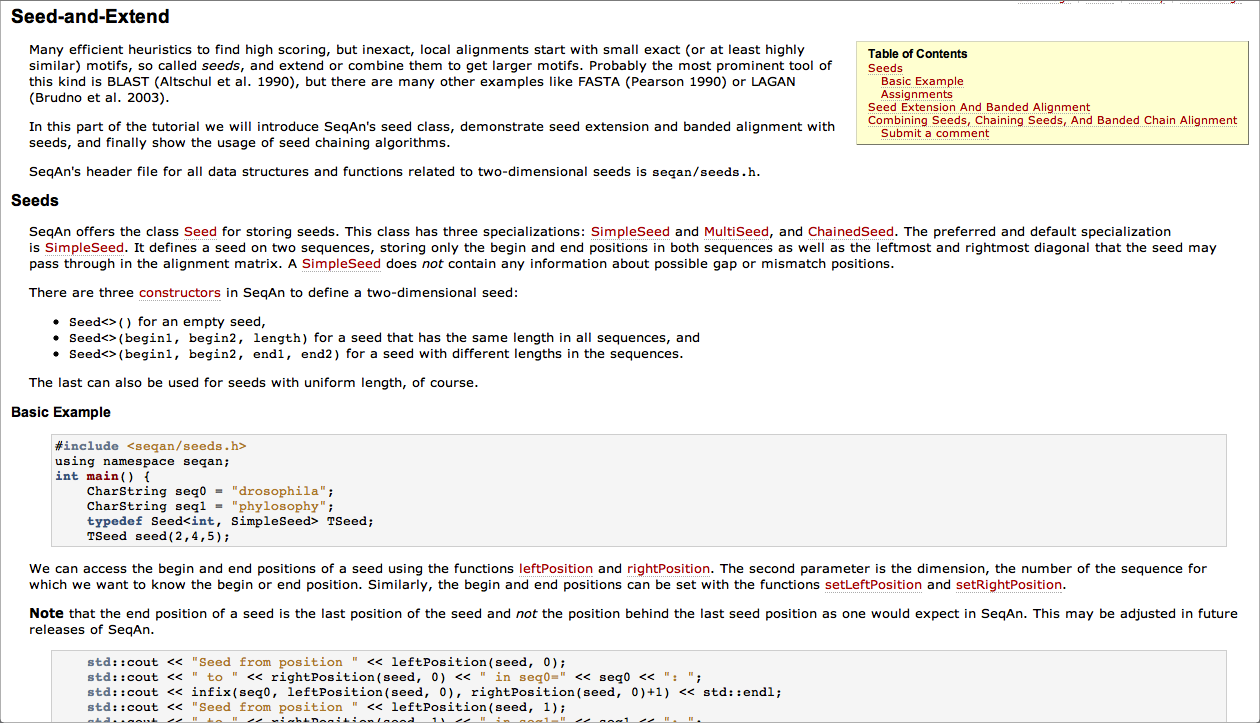 Seed-and-Extend
Many efficient heuristics to find high scoring, but inexact, local alignments start with small exact (or at least highly
similar) motifs, so called seeds, and extend or combine them to get larger motifs. Probably the most prominent tool of
this kind is BLAST (Altschul et al. 1990), but there are many other examples like FASTA (Pearson 1990) or LAGAN
(Brudno et al. 2003).
In this part of the tutorial we will introduce SeqAn's seed class, demonstrate seed extension and banded alignment with
seeds, and finally show the usage of seed chaining algorithms.
SeqAn's header file for all data structures and functions related to two-dimensional seeds is seqan/seeds.h.
Table of Contents
Seeds
Basic Example
Assignments
Seed Extension And Banded Alignment
Combining Seeds, Chaining Seeds, And Banded Chain Alignment
Submit a comment
Seeds
SeqAn offers the class Seed for storing seeds. This class has three specializations: SimpleSeed and MultiSeed, and ChainedSeed. The preferred and default specialization
is SimpleSeed. It defines a seed on two sequences, storing only the begin and end positions in both sequences as well as the leftmost and rightmost diagonal that the seed may
pass through in the alignment matrix. A SimpleSeed does not contain any information about possible gap or mismatch positions.
There are three constructors in SeqAn to define a two-dimensional seed:
• Seed<>() for an empty seed,
• Seed<>(begin1, begin2, length) for a seed that has the same length in all sequences, and
• Seed<>(begin1, begin2, end1, end2) for a seed with different lengths in the sequences.
The last can also be used for seeds with uniform length, of course.
Basic Example
#include <seqan/seeds.h>
using namespace seqan;
int main() {
    CharString seq0 = "drosophila";
    CharString seq1 = "phylosophy";
    typedef Seed<int, SimpleSeed> TSeed;
    TSeed seed(2,4,5);
We can access the begin and end positions of a seed using the functions leftPosition and rightPosition. The second parameter is the dimension, the number of the sequence for
which we want to know the begin or end position. Similarly, the begin and end positions can be set with the functions setLeftPosition and setRightPosition.
Note that the end position of a seed is the last position of the seed and not the position behind the last seed position as one would expect in SeqAn. This may be adjusted in future
releases of SeqAn.
    std::cout << "Seed from position " << leftPosition(seed, 0);
    std::cout << " to " << rightPosition(seed, 0) << " in seq0=" << seq0 << ": ";
    std::cout << infix(seq0, leftPosition(seed, 0), rightPosition(seed, 0)+1) << std::endl;
    std::cout << "Seed from position " << leftPosition(seed, 1);
    std::cout << " to " << rightPosition(seed, 1) << " in seq1=" << seq1 << ": ";